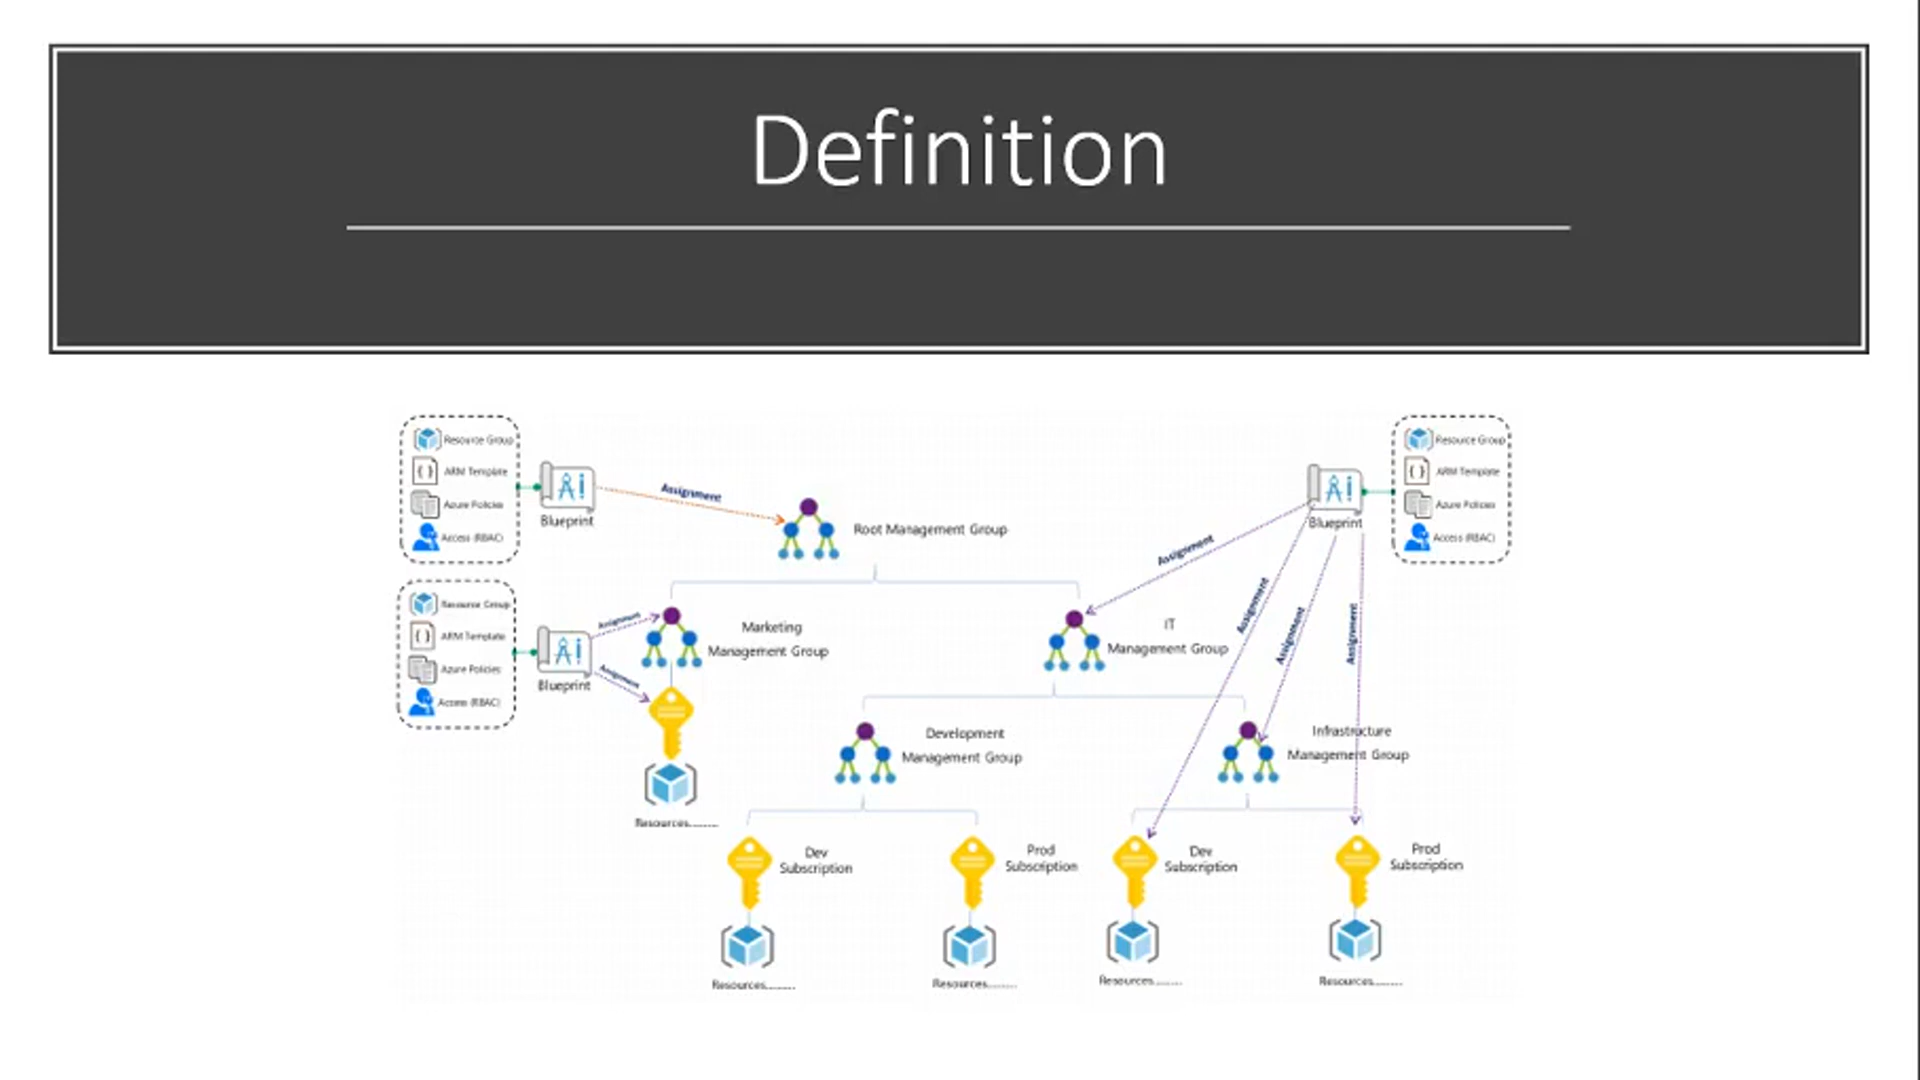 Definition
Resource Group
ARM Template
Azure Policies
Access (RBAC)
Blueprint
Assignment
Root Management Group
Blueprint
Resource Group
ARM Template
Azure Policies
Access (RBAC)
Assignment
Assignment
Assignment
Assignment
Resource Group
ARM Template
Azure Policies
Access (RBAC)
Blueprint
Assignment
Assignment
Marketing
Management Group
IT
Management Group
Resources.........
Development
Management Group
Infrastructure
Management Group
Dev
Subscription
Prod
Subscription
Dev
Subscription
Prod
Subscription
Resources.........
Resources.........
Resources.........
Resources.........